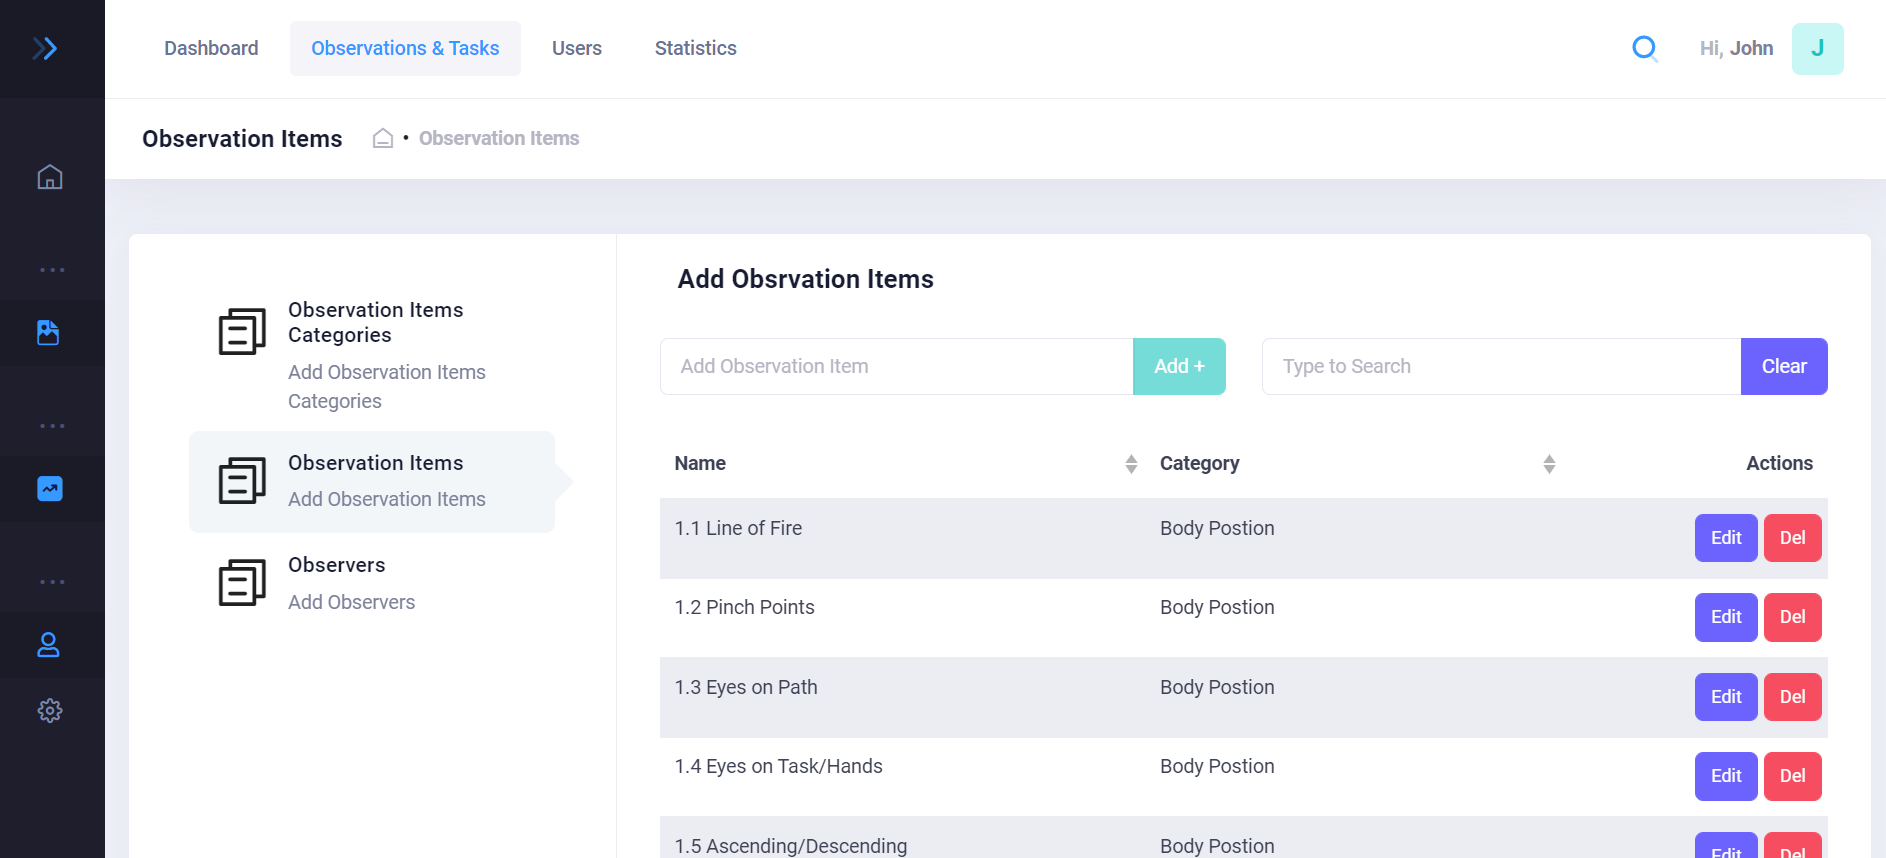 Dashboard
Observations & Tasks
Users
Statistics
Hi, John
J
Observation Items
• Observation Items
Observation Items
Categories
Add Observation Items
Categories
Observation Items
Add Observation Items
Observers
Add Observers
Add Obsrvation Items
Add Observation Item
Add +
Type to Search
Clear
Name Category Actions
1.1 Line of Fire Body Postion Edit Del
1.2 Pinch Points Body Postion Edit Del
1.3 Eyes on Path Body Postion Edit Del
1.4 Eyes on Task/Hands Body Postion Edit Del
1.5 Ascending/Descending Body Postion Edit Del